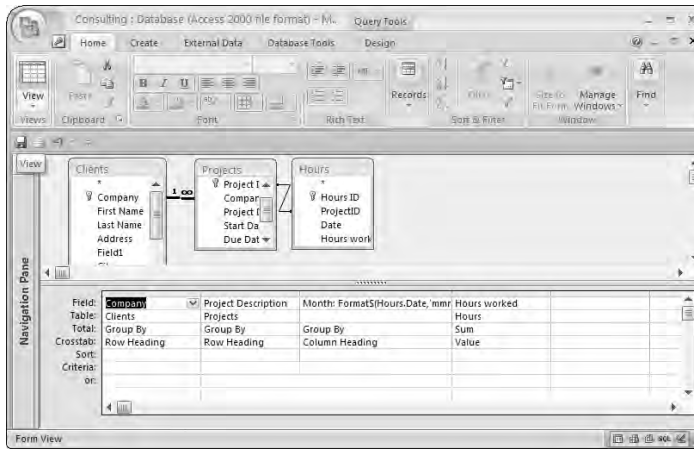 Consulting : Database (Access 2000 file format) - M.. Query Tools
Home Create External Data Database Tools Design
View Paste B I U Records Filter Size to Fit Form Manage Windows Find
Views Clipboard Font Rich Text Sort & Filter Window
View
Clients
*
Company
First Name
Last Name
Address
Field1
1 ∞
Projects
Project I
Compan
Project
Start Da
Due Dat
Hours
*
Hours ID
ProjectID
Date
Hours work
Navigation Pane
Field: Company Project Description Month: Format$(Hours.Date,'mmr Hours worked
Table: Clients Projects Hours
Total: Group By Group By Group By Sum
Crosstab: Row Heading Row Heading Column Heading Value
Sort:
Criteria:
or:
Form View SQL